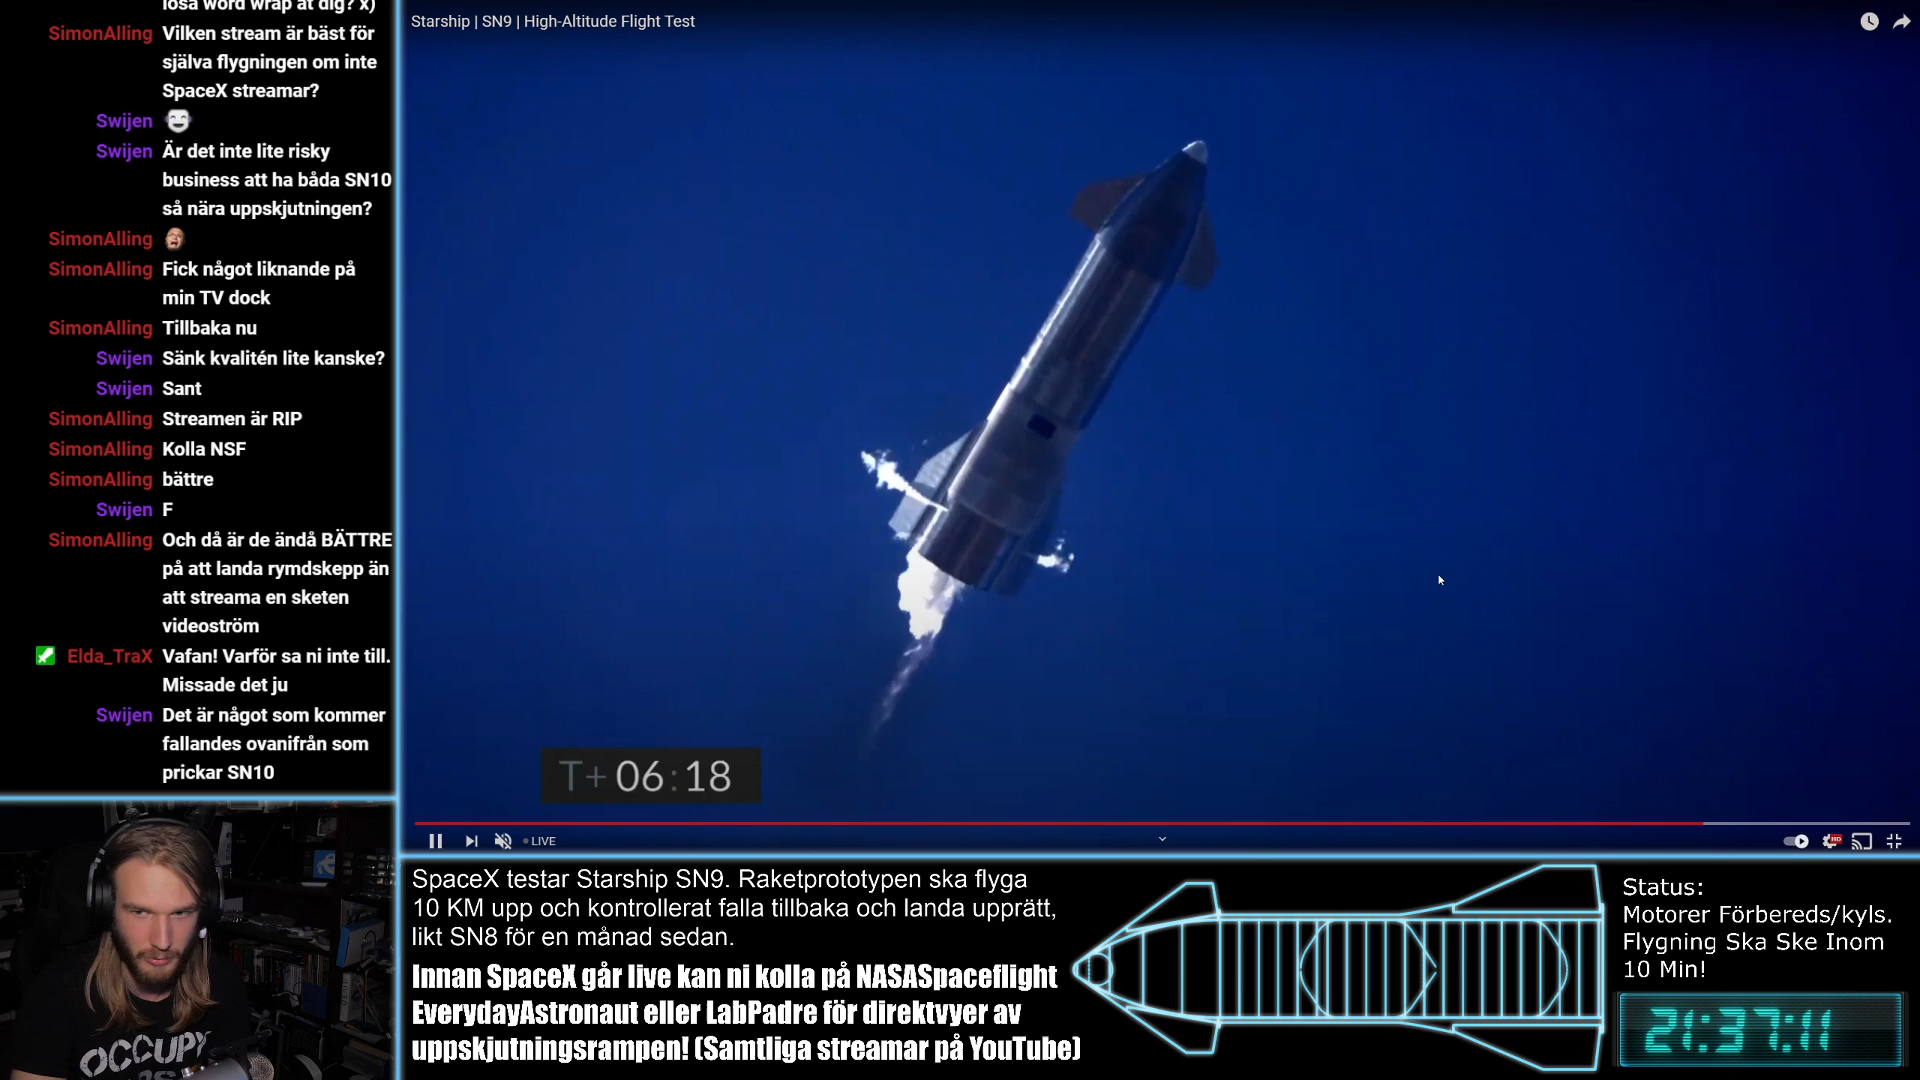 lösa word wrap åt dig? x)
SimonAlling Vilken stream är bäst för
själva flygningen om inte
SpaceX streamar?
Swijen
Swijen Är det inte lite risky
business att ha båda SN10
så nära uppskjutningen?
SimonAlling
SimonAlling Fick något liknande på
min TV dock
SimonAlling Tillbaka nu
Swijen Sänk kvalitén lite kanske?
Swijen Sant
SimonAlling Streamen är RIP
SimonAlling Kolla NSF
SimonAlling bättre
Swijen F
SimonAlling Och då är de ändå BÄTTRE
på att landa rymdskepp än
att streama en sketen
videoström
Elda_TraX Vafan! Varför sa ni inte till.
Missade det ju
Swijen Det är något som kommer
fallandes ovanifrån som
prickar SN10
OCCUPY
Starship | SN9 | High-Altitude Flight Test
T+ 06:18
LIVE
HD
SpaceX testar Starship SN9. Raketprototypen ska flyga
10 KM upp och kontrollerat falla tillbaka och landa upprätt,
likt SN8 för en månad sedan.
Innan SpaceX går live kan ni kolla på NASASpaceflight
EverydayAstronaut eller LabPadre för direktvyer av
uppskjutningsrampen! (Samtliga streamar på YouTube)
Status:
Motorer Förbereds/kyls.
Flygning Ska Ske Inom
10 Min!
21:37:11